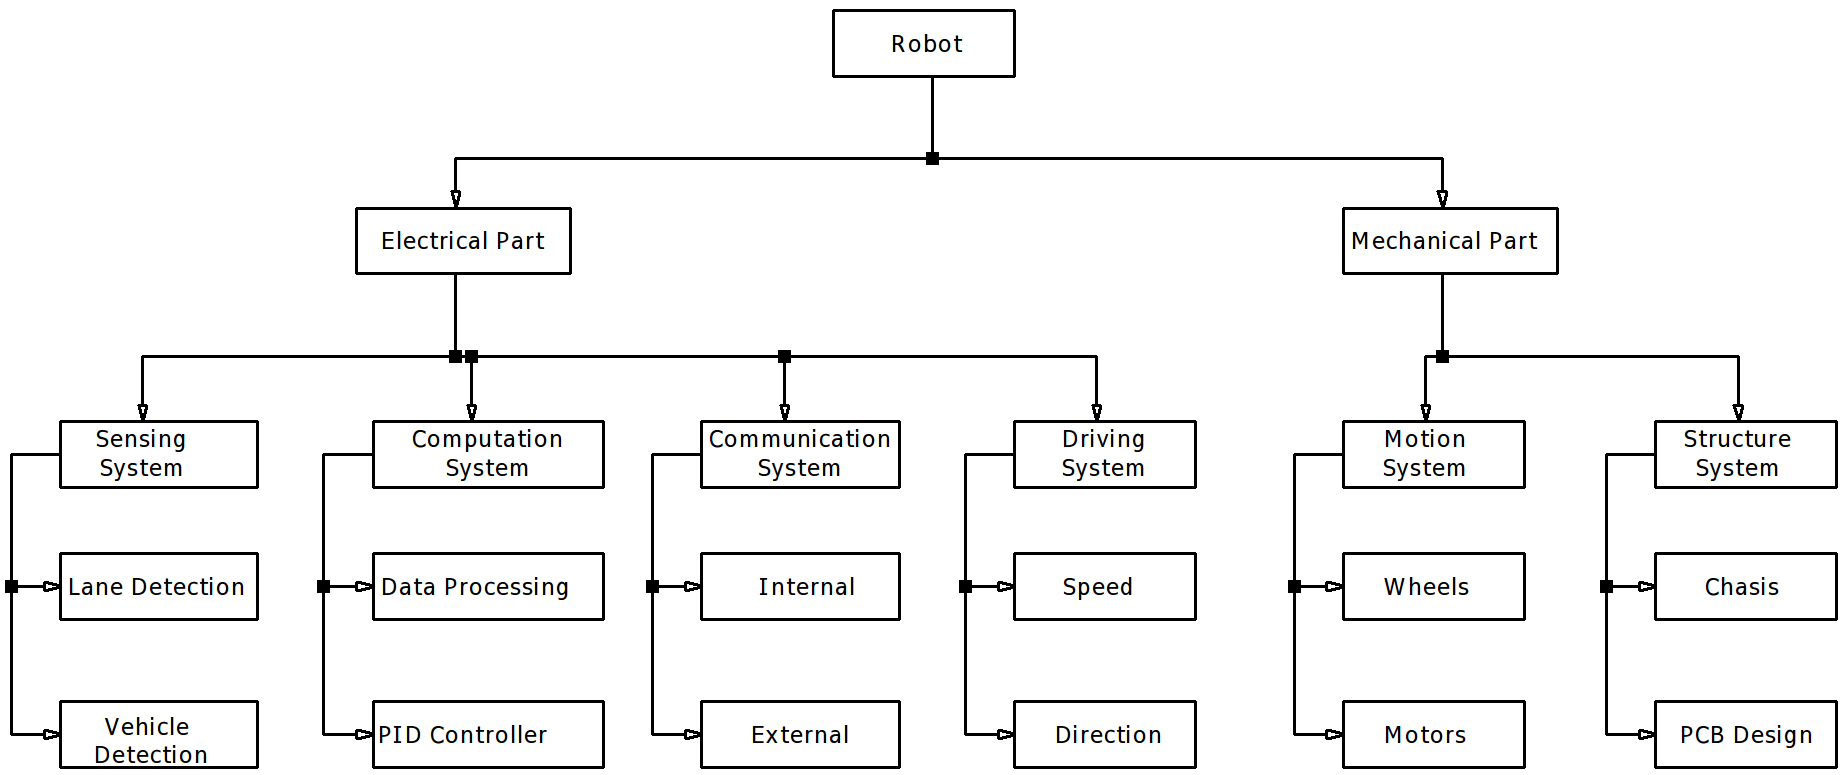 Robot
Electrical Part
Mechanical Part
Sensing
System
Computation
System
Communication
System
Driving
System
Motion
System
Structure
System
Lane Detection
Data Processing
Internal
Speed
Wheels
Chasis
Vehicle
Detection
PID Controller
External
Direction
Motors
PCB Design